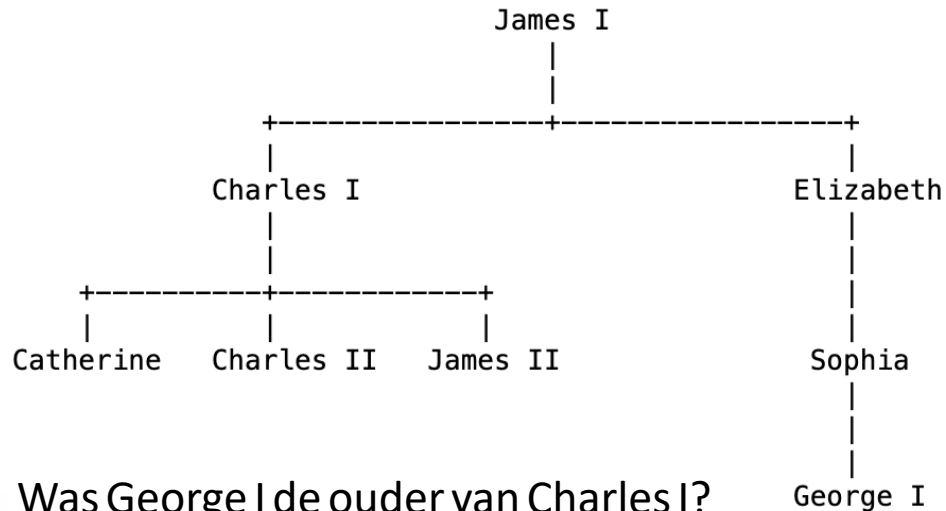 James I
Charles I Elizabeth
Catherine Charles II James II Sophia
Was George I de ouder van Charles I? George I